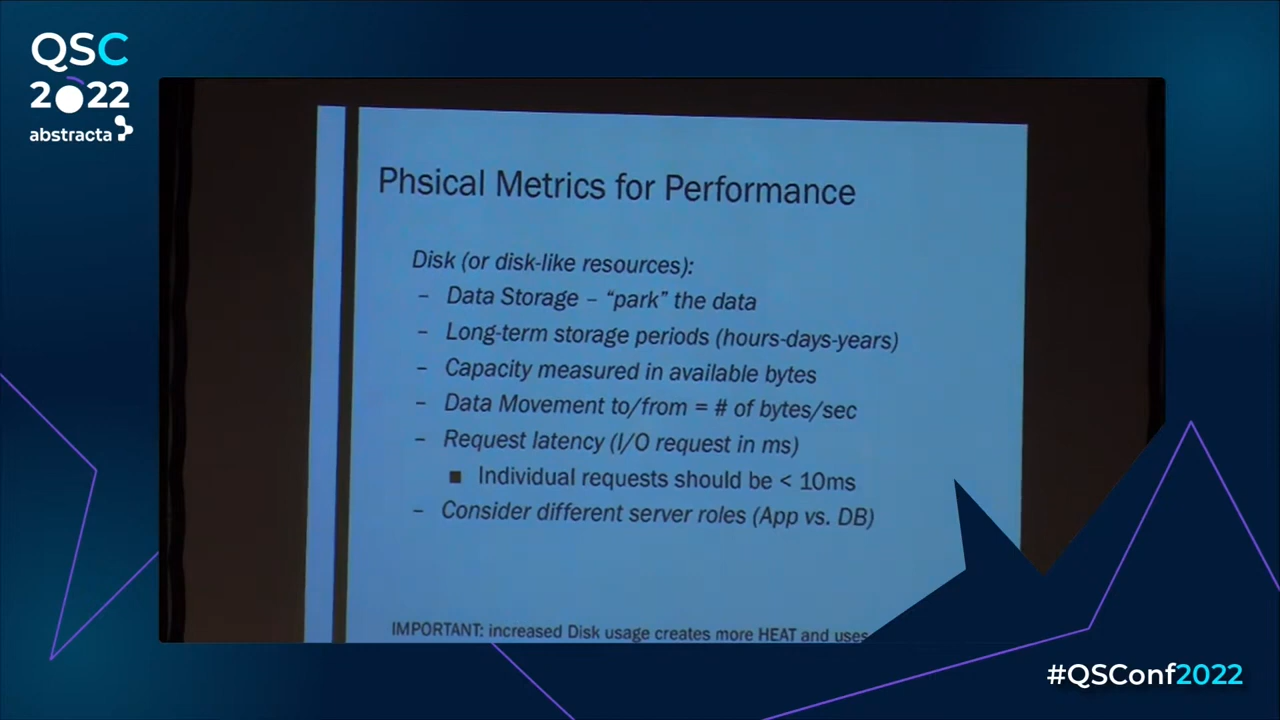 QSC
2022
abstracta
Phsical Metrics for Performance
Disk (or disk-like resources):
– Data Storage – “park” the data
– Long-term storage periods (hours-days-years)
– Capacity measured in available bytes
– Data Movement to/from = # of bytes/sec
– Request latency (I/O request in ms)
■ Individual requests should be < 10ms
– Consider different server roles (App vs. DB)
IMPORTANT: increased Disk usage creates more HEAT and uses
#QSConf2022